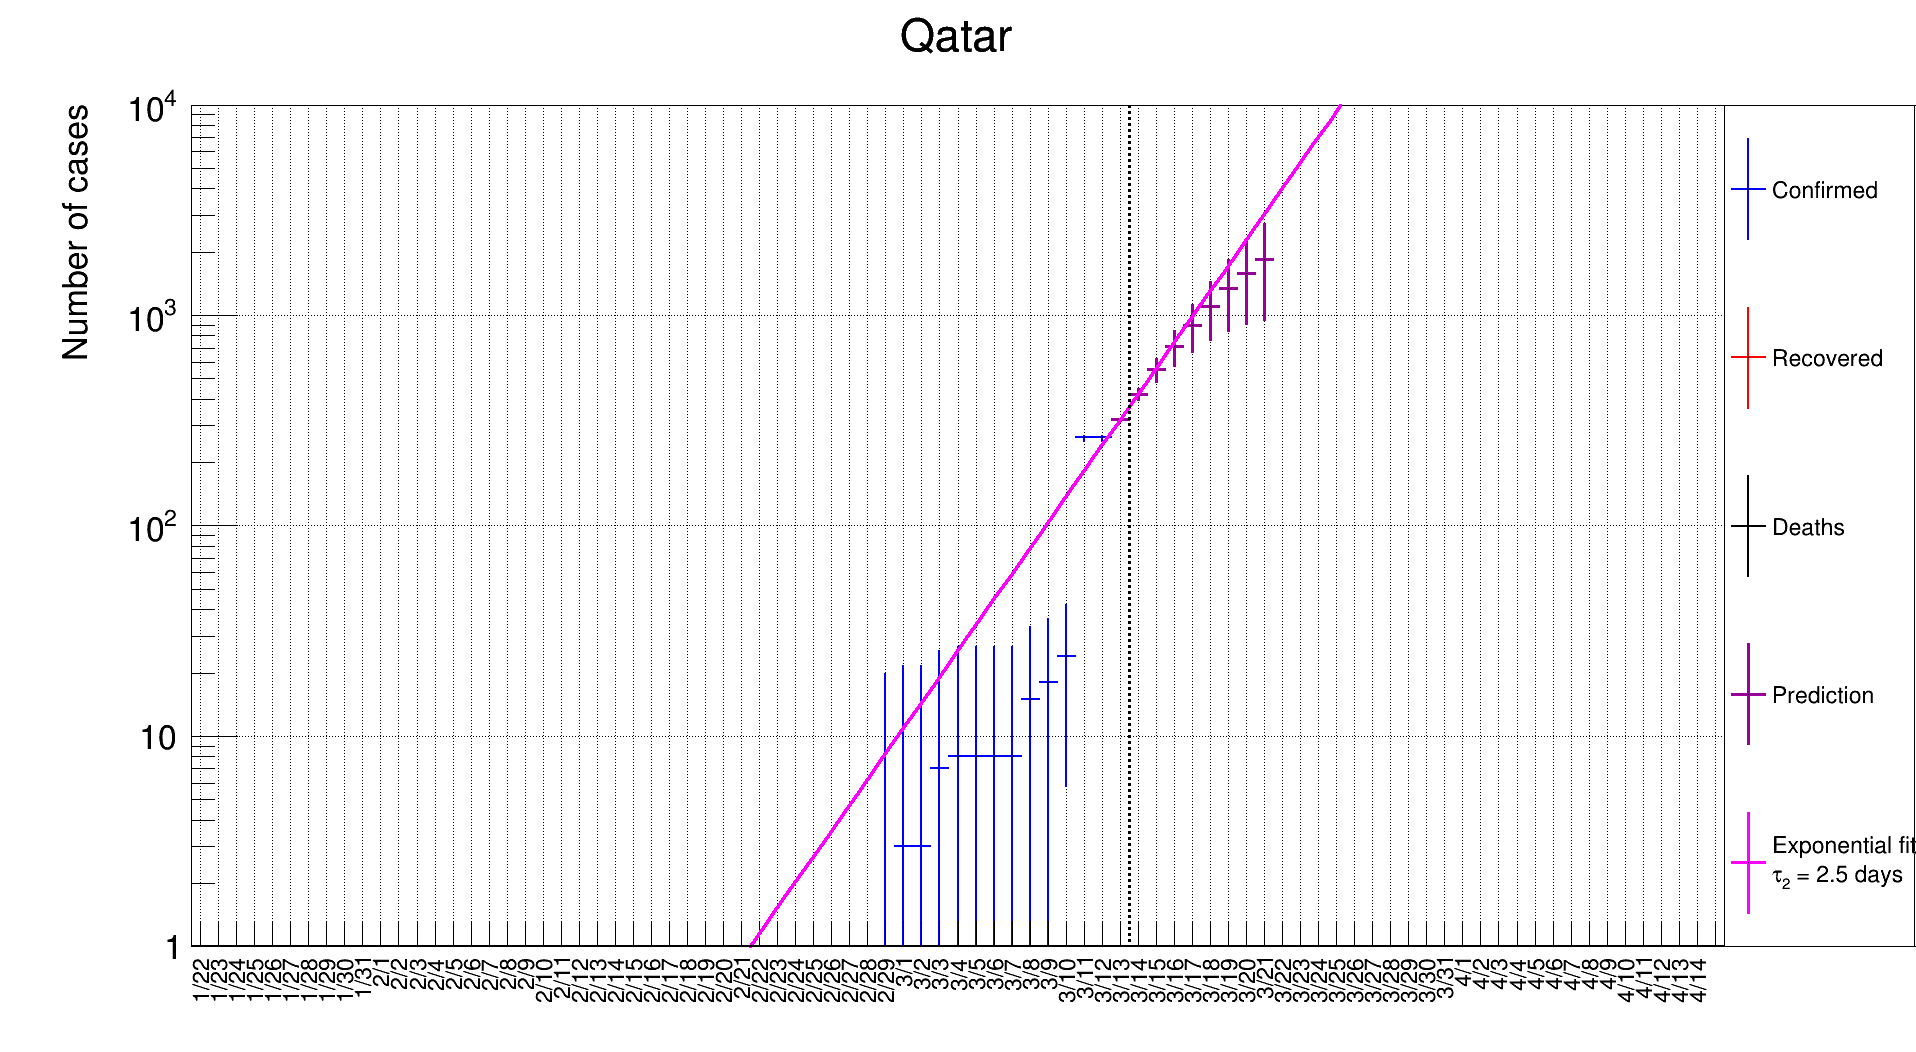 Qatar
Number of cases
10^4
10^3
10^2
10
1
1/22 1/23 1/24 1/25 1/26 1/27 1/28 1/29 1/30 1/31 2/1 2/2 2/3 2/4 2/5 2/6 2/7 2/8 2/9 2/10 2/11 2/12 2/13 2/14 2/15 2/16 2/17 2/18 2/19 2/20 2/21 2/22 2/23 2/24 2/25 2/26 2/27 2/28 2/29 3/1 3/2 3/3 3/4 3/5 3/6 3/7 3/8 3/9 3/10 3/11 3/12 3/13 3/14 3/15 3/16 3/17 3/18 3/19 3/20 3/21 3/22 3/23 3/24 3/25 3/26 3/27 3/28 3/29 3/30 3/31 4/1 4/2 4/3 4/4 4/5 4/6 4/7 4/8 4/9 4/10 4/11 4/12 4/13 4/14
Confirmed
Recovered
Deaths
Prediction
Exponential fit
τ2 = 2.5 days